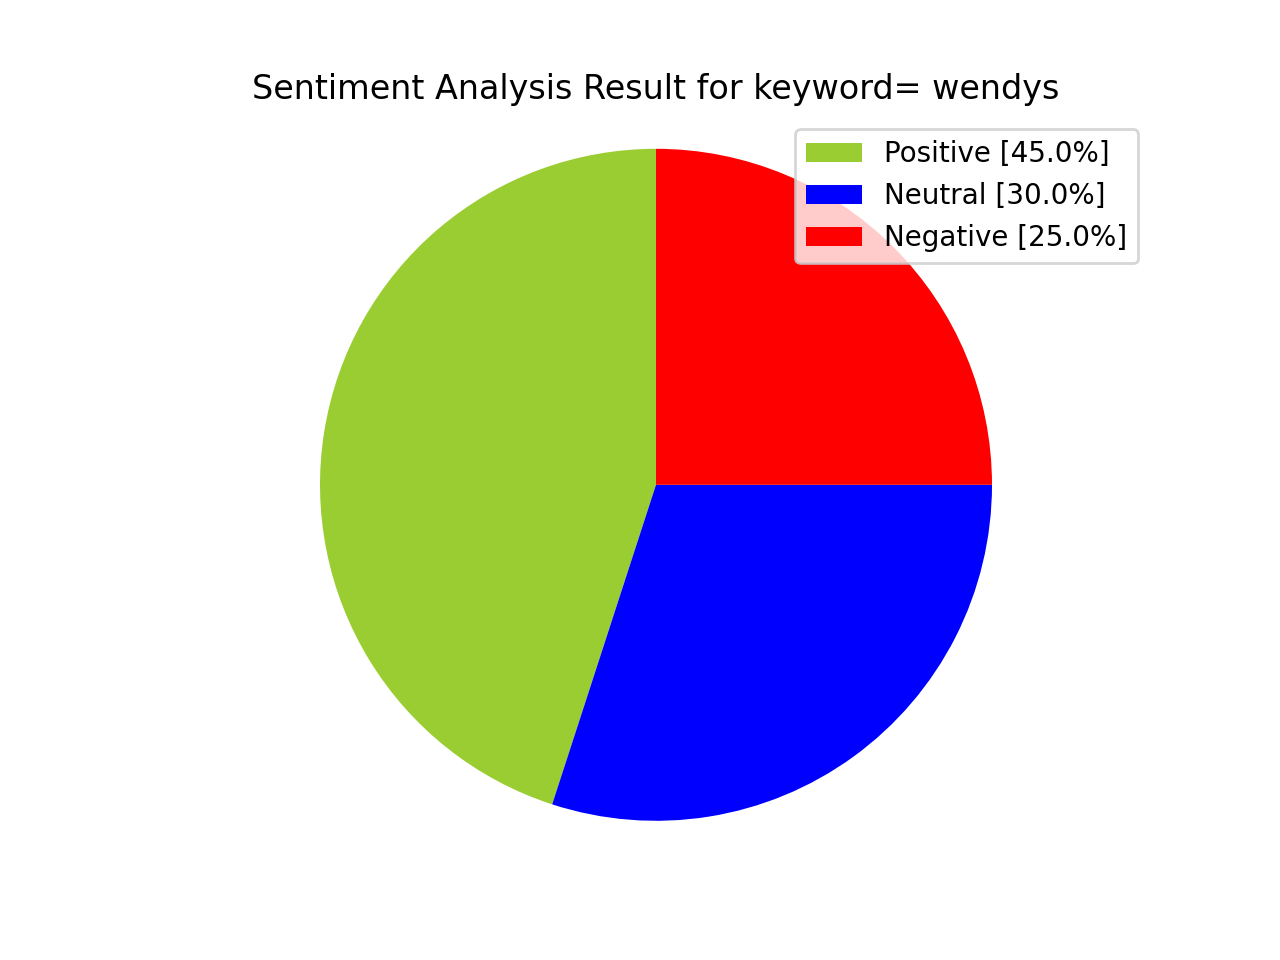 Sentiment Analysis Result for keyword= wendys
Positive [45.0%]
Neutral [30.0%]
Negative [25.0%]